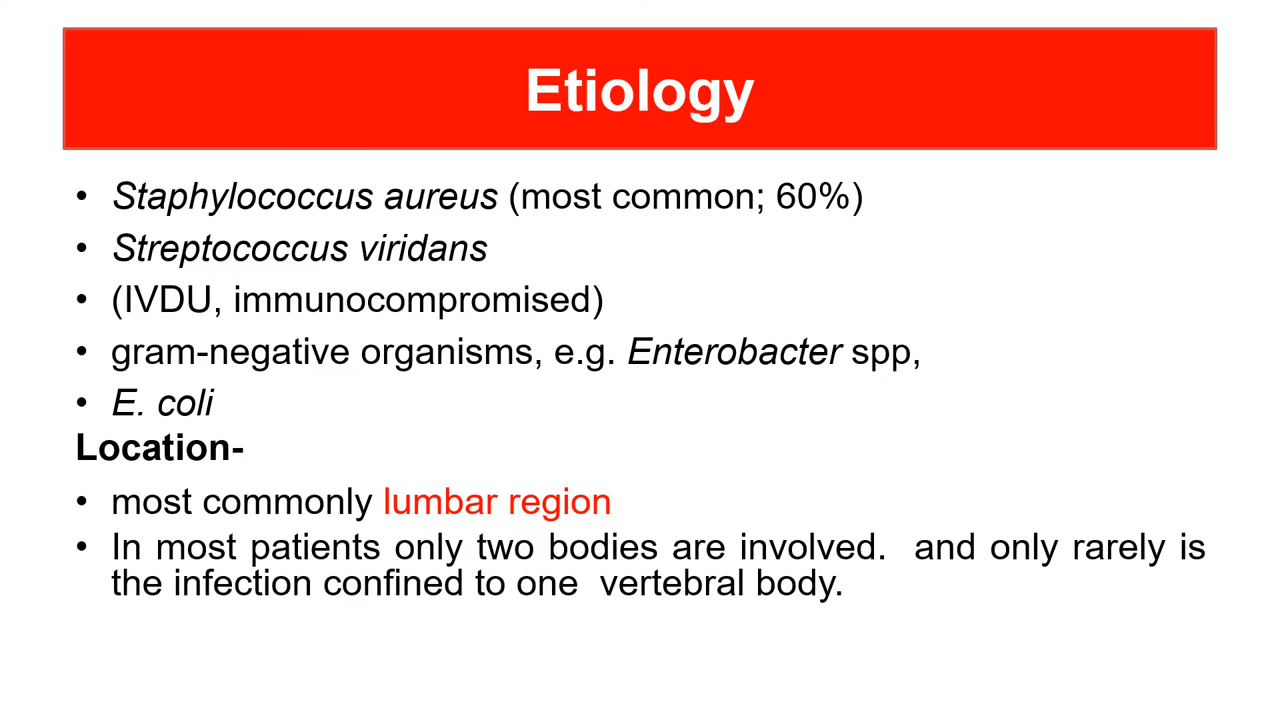 Etiology
• Staphylococcus aureus (most common; 60%)
• Streptococcus viridans
• (IVDU, immunocompromised)
• gram-negative organisms, e.g. Enterobacter spp,
• E. coli
Location-
• most commonly lumbar region
• In most patients only two bodies are involved.  and only rarely is
the infection confined to one  vertebral body.